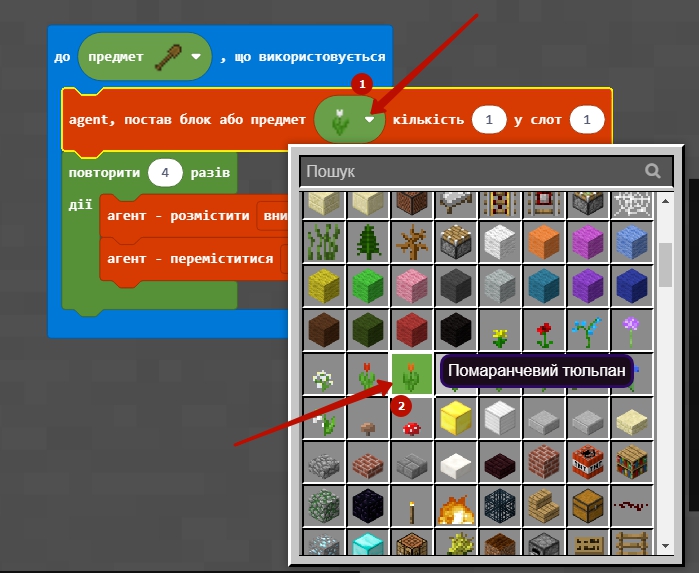 до предмет , що використовується
1
agent, постав блок або предмет кількість 1 у слот 1
повторити 4 разів
Пошук
дії
агент - розмістити
агент - переміститися
Помаранчевий тюльпан
2